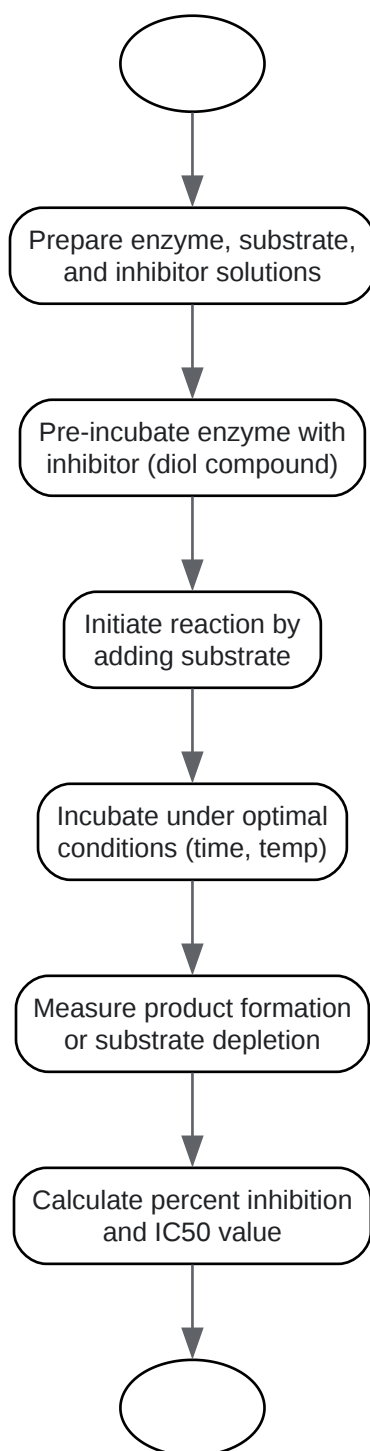 Prepare enzyme, substrate,
and inhibitor solutions
Pre-incubate enzyme with
inhibitor (diol compound)
Initiate reaction by
adding substrate
Incubate under optimal
conditions (time, temp)
Measure product formation
or substrate depletion
Calculate percent inhibition
and IC50 value